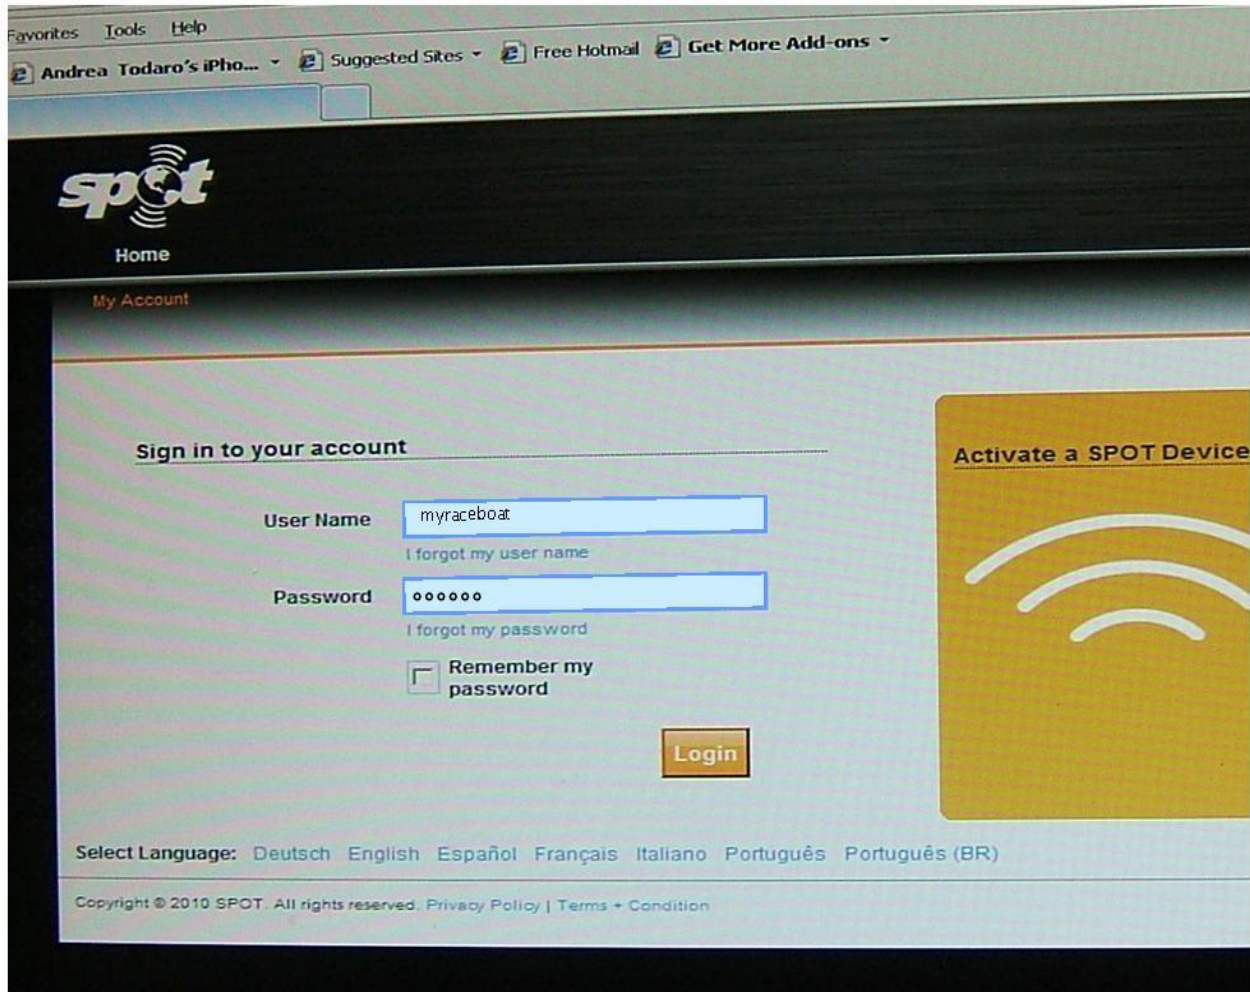 Favorites Tools Help
Andrea Todaro's iPho... Suggested Sites Free Hotmail Get More Add-ons
spot
Home
My Account
Sign in to your account
User Name myraceboat
I forgot my user name
Password oooooo
I forgot my password
Remember my
password
Login
Activate a SPOT Device
Select Language: Deutsch English Español Français Italiano Português Português (BR)
Copyright © 2010 SPOT. All rights reserved. Privacy Policy | Terms + Condition